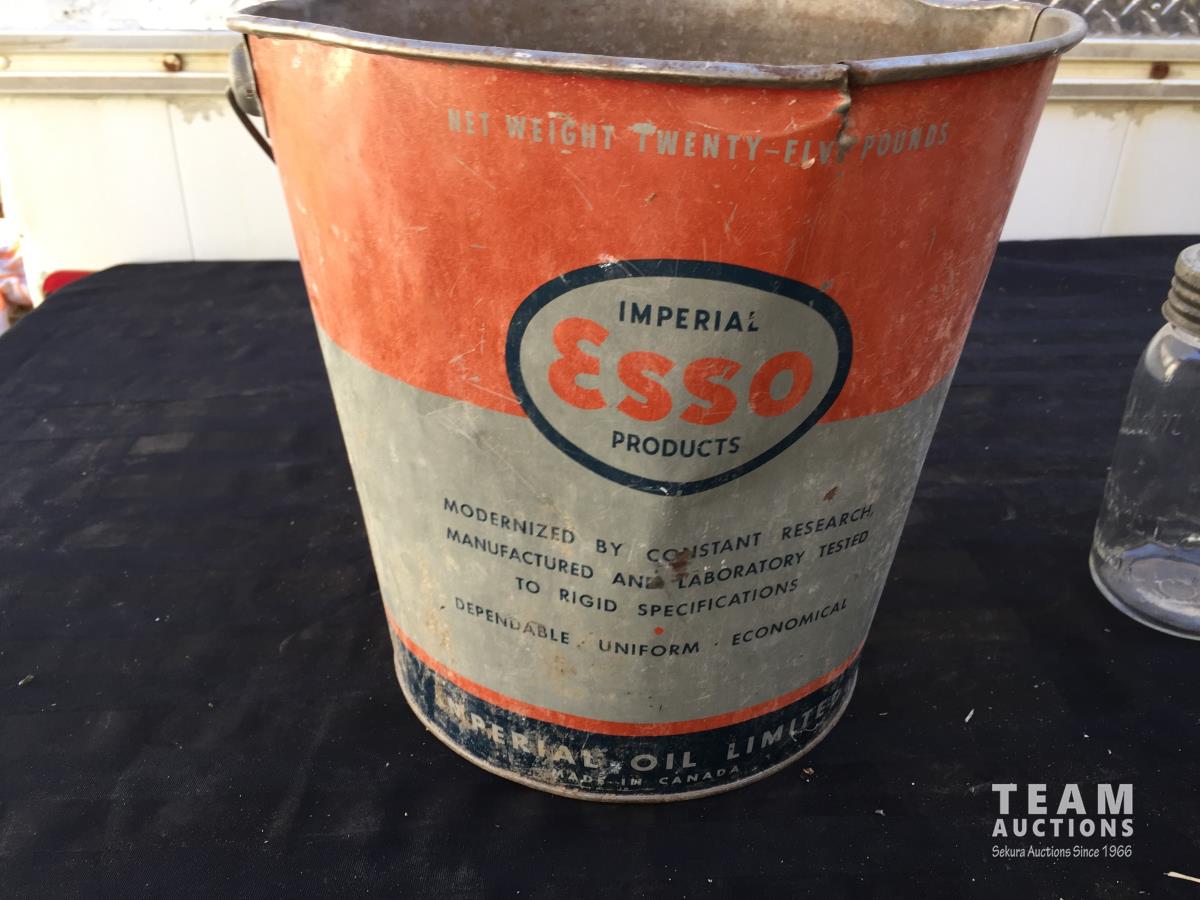 NET WEIGHT TWENTY-FIVE POUNDS
IMPERIAL
Esso
PRODUCTS
MODERNIZED BY CONSTANT RESEARCH,
MANUFACTURED AND LABORATORY TESTED
TO RIGID SPECIFICATIONS
DEPENDABLE · UNIFORM · ECONOMICAL
IMPERIAL OIL LIMITED
MADE IN CANADA
TEAM
AUCTIONS
Sekura Auctions Since 1966